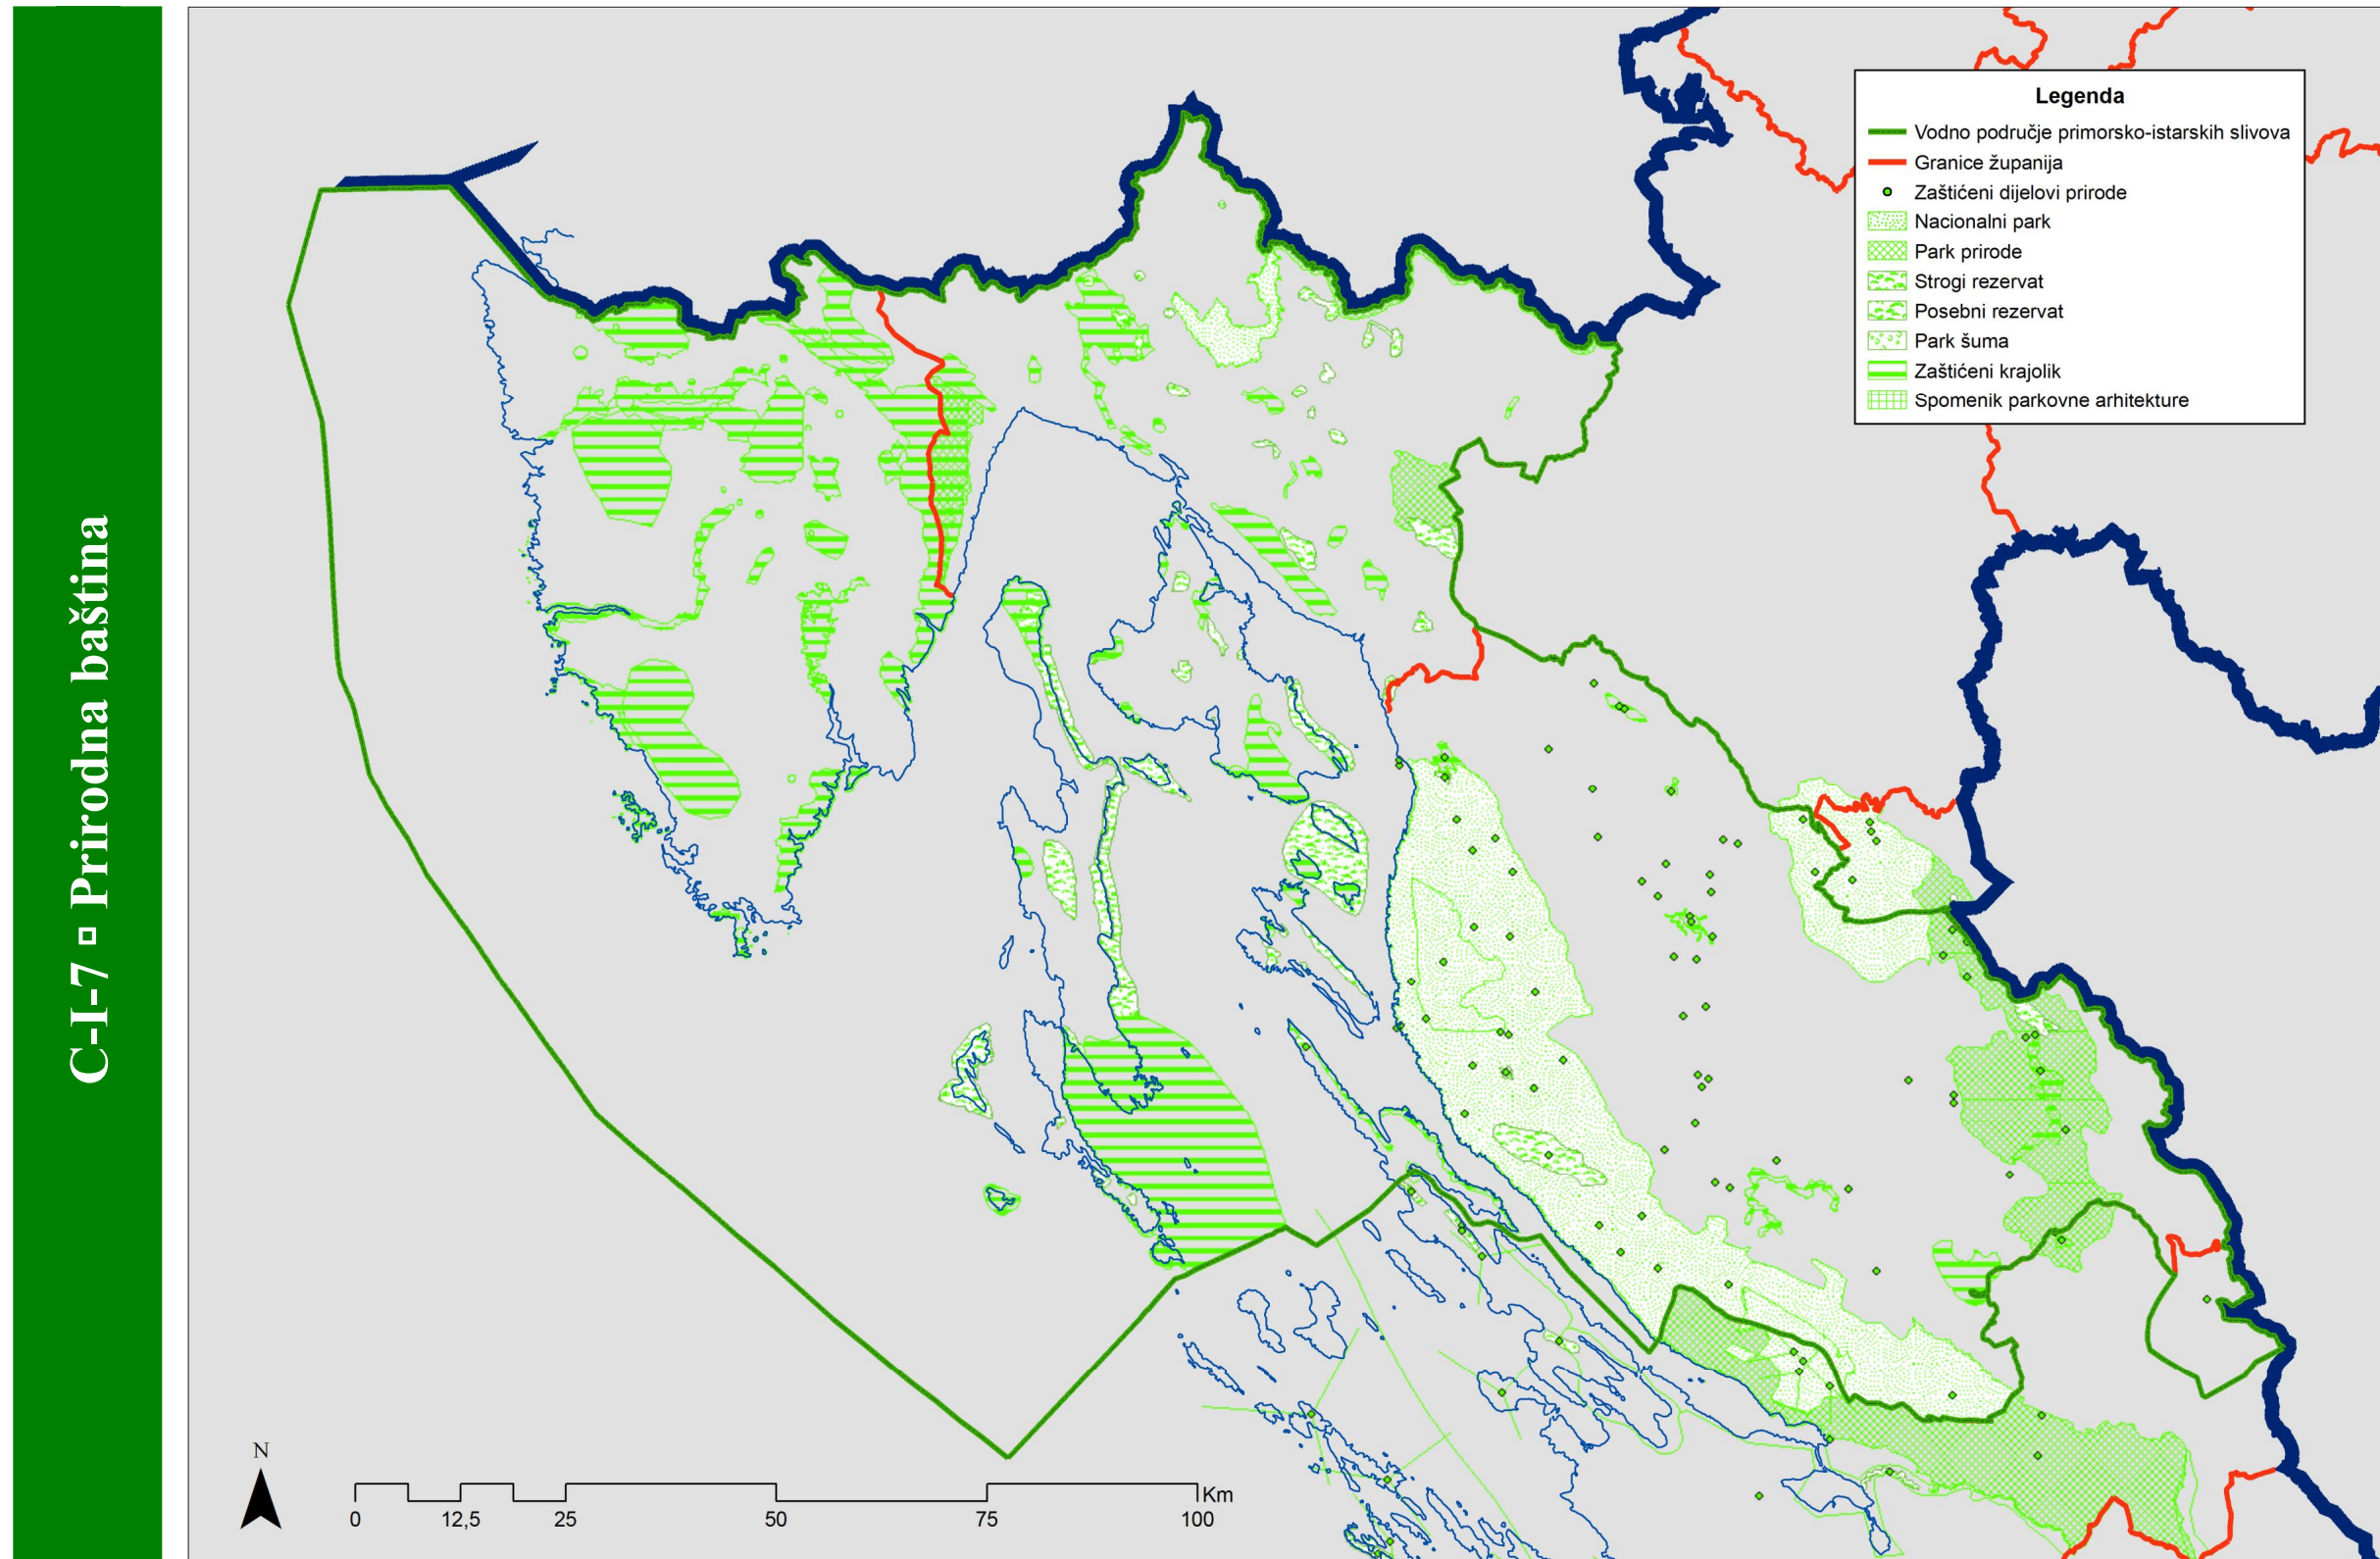 C-I-7 ▫ Prirodna baština
Legenda
Vodno područje primorsko-istarskih slivova
Granice županija
Zaštićeni dijelovi prirode
Nacionalni park
Park prirode
Strogi rezervat
Posebni rezervat
Park šuma
Zaštićeni krajolik
Spomenik parkovne arhitekture
N
Km
0 12,5 25 50 75 100